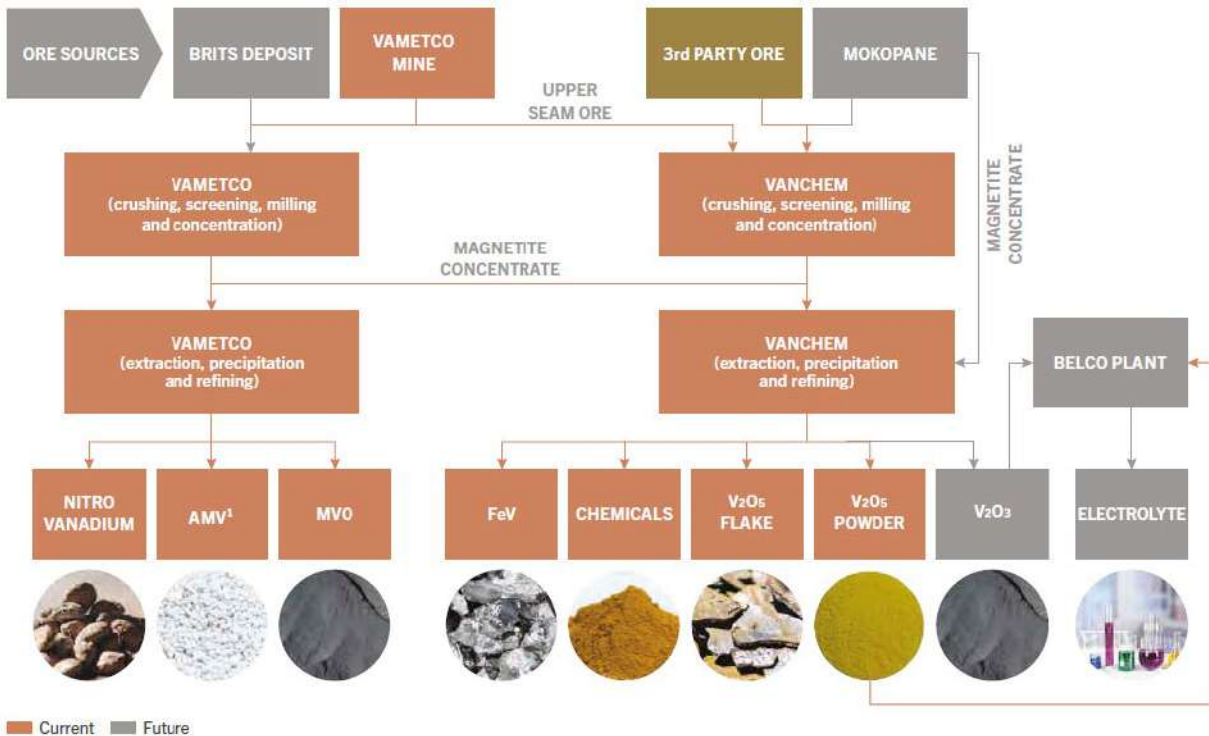 ORE SOURCES
BRITS DEPOSIT
VAMETCO
MINE
3rd PARTY ORE
MOKOPANE
UPPER
SEAM ORE
MAGNETITE
CONCENTRATE
VAMETCO
(crushing, screening, milling
and concentration)
VANCHEM
(crushing, screening, milling
and concentration)
MAGNETITE
CONCENTRATE
VAMETCO
(extraction, precipitation
and refining)
VANCHEM
(extraction, precipitation
and refining)
BELCO PLANT
NITRO
VANADIUM
AMV¹
MVO
FeV
CHEMICALS
V₂O₅
FLAKE
V₂O₅
POWDER
V₂O₃
ELECTROLYTE
Current
Future